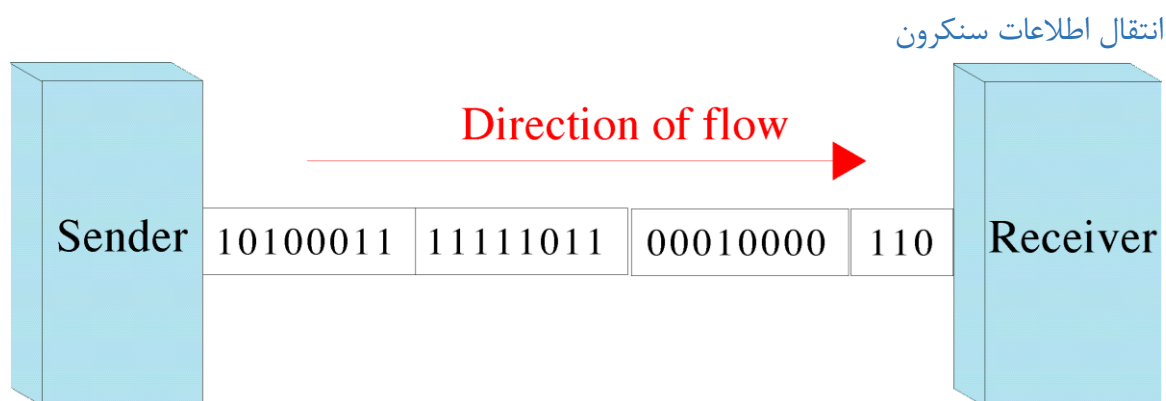 انتقال اطلاعات سنکرون
Direction of flow
Sender 10100011 11111011 00010000 110 Receiver